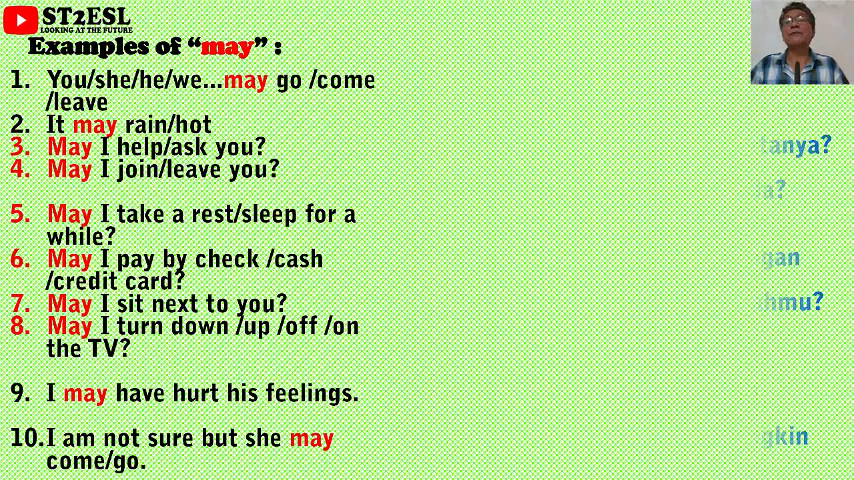 ST2ESL
LOOKING AT THE FUTURE
Examples of “may” :
1. You/she/he/we...may go /come
/leave
2. It may rain/hot
3. May I help/ask you?
4. May I join/leave you?
5. May I take a rest/sleep for a
while?
6. May I pay by check /cash
/credit card?
7. May I sit next to you?
8. May I turn down /up /off /on
the TV?
9. I may have hurt his feelings.
10.I am not sure but she may
come/go.